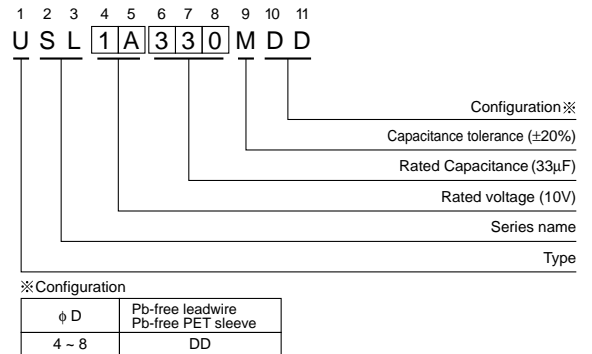 1 2 3 4 5 6 7 8 9 10 11
U S L 1 A 3 3 0 M D D
Configuration※
Capacitance tolerance (±20%)
Rated Capacitance (33µF)
Rated voltage (10V)
Series name
Type
※Configuration
ϕ D
Pb-free leadwire
Pb-free PET sleeve
4 ~ 8
DD